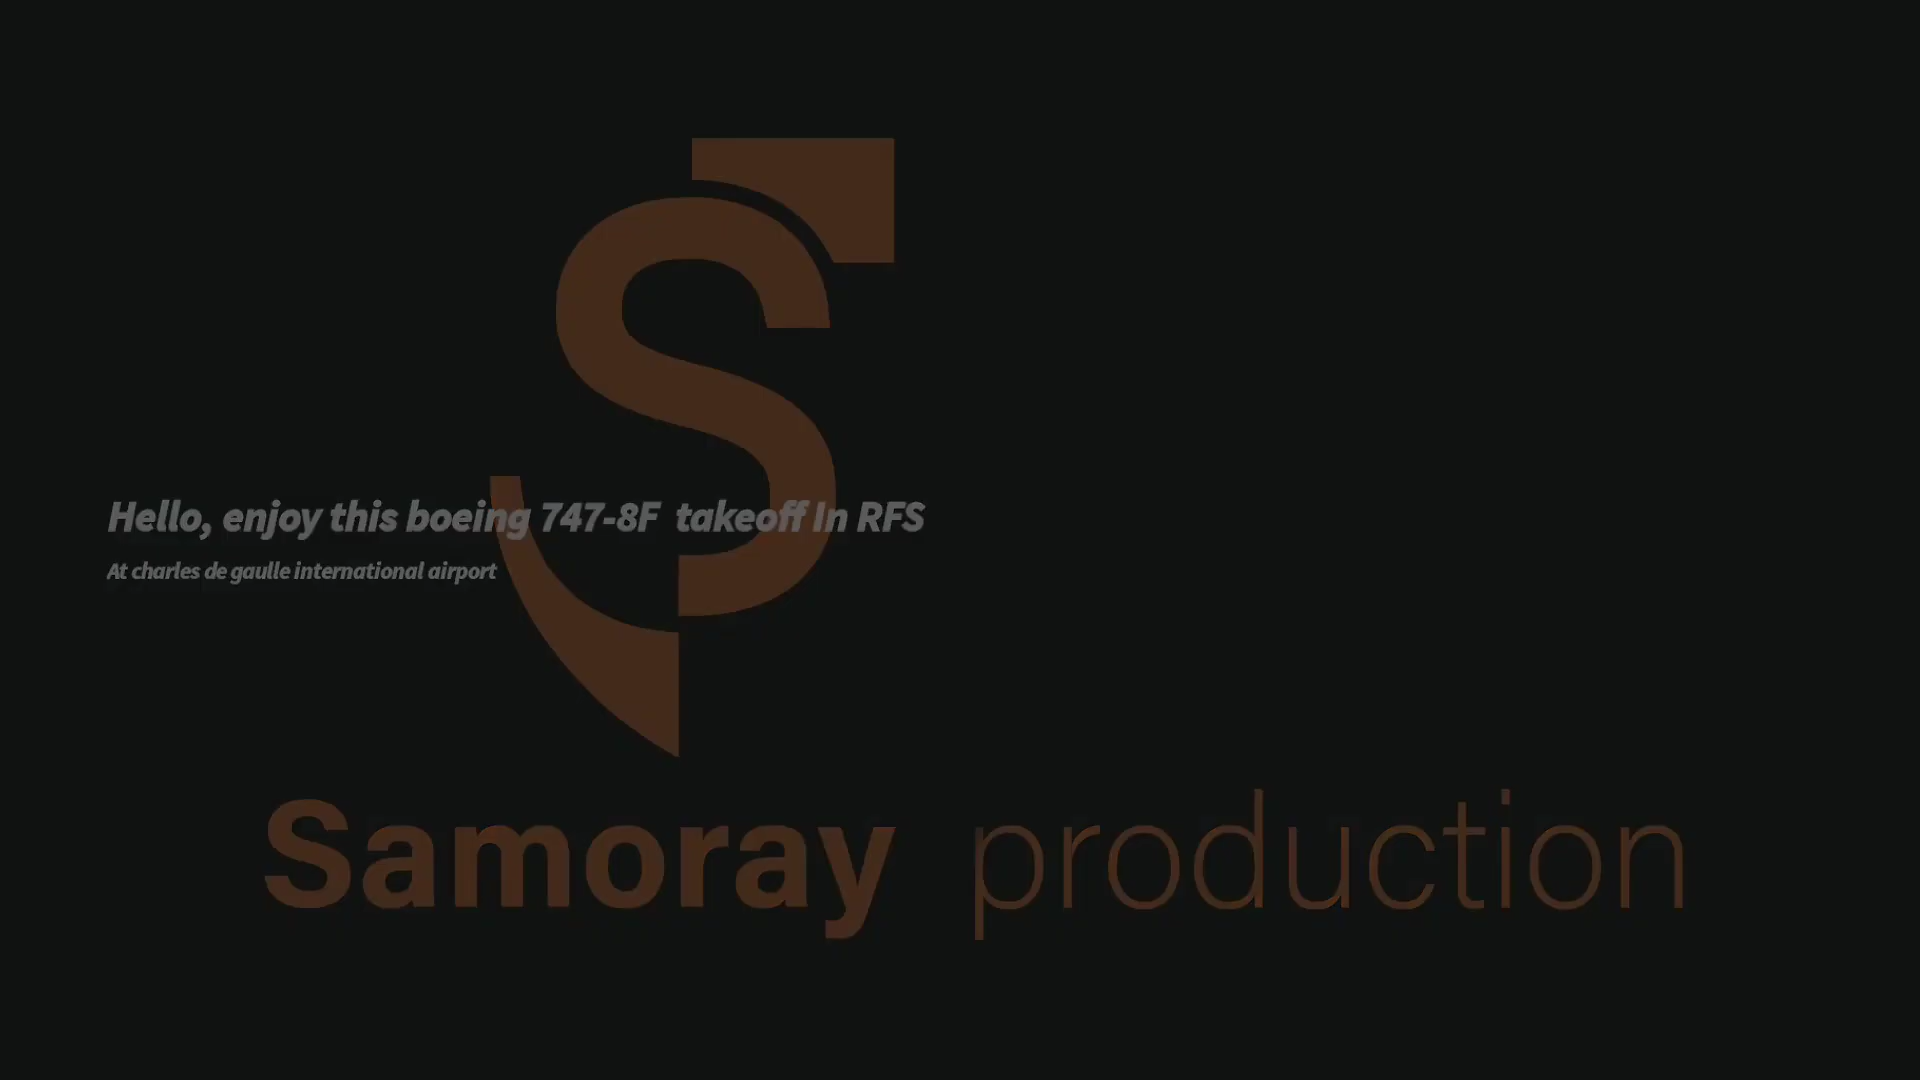 Hello, enjoy this boeing 747-8F takeoff In RFS
At charles de gaulle international airport
S
Samoray production